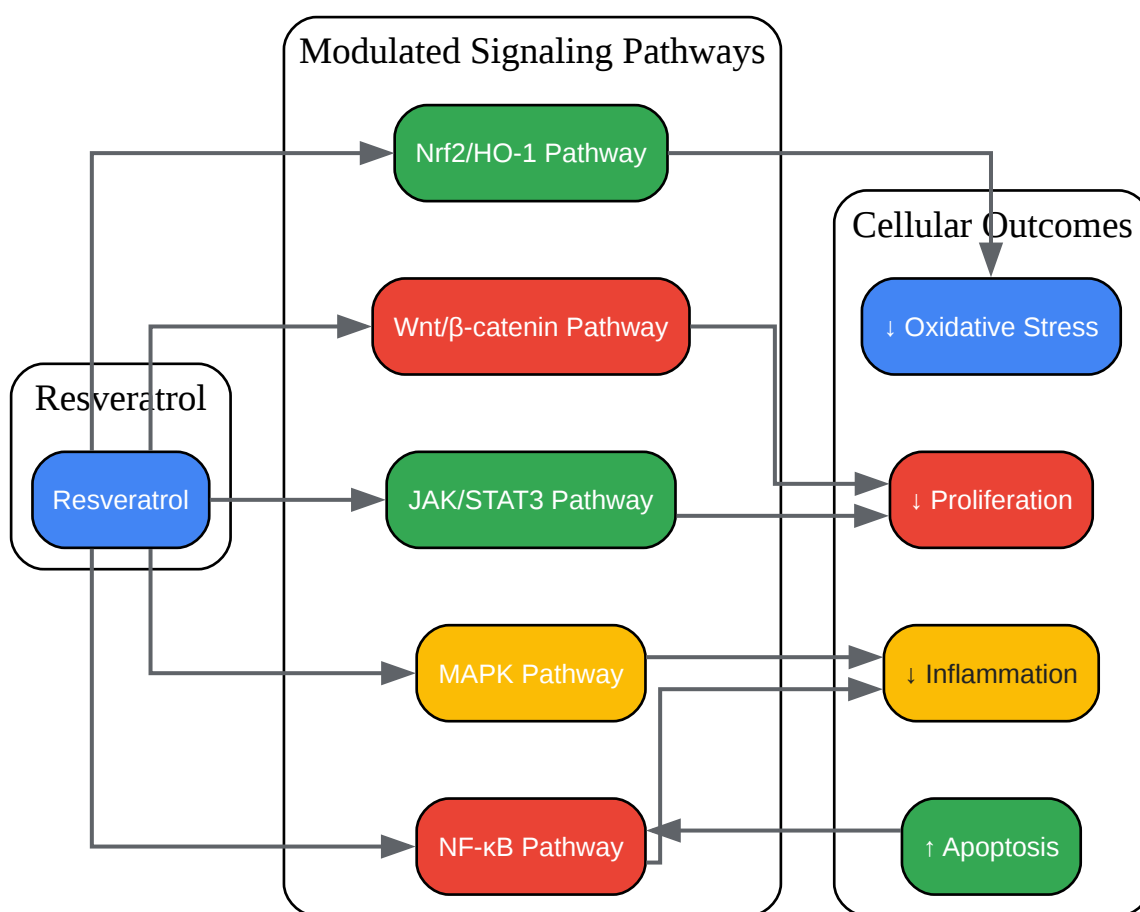 Modulated Signaling Pathways
Nrf2/HO-1 Pathway
Cellular Outcomes
Wnt/β-catenin Pathway
↓ Oxidative Stress
Resveratrol
Resveratrol
JAK/STAT3 Pathway
↓ Proliferation
MAPK Pathway
↓ Inflammation
NF-κB Pathway
↑ Apoptosis